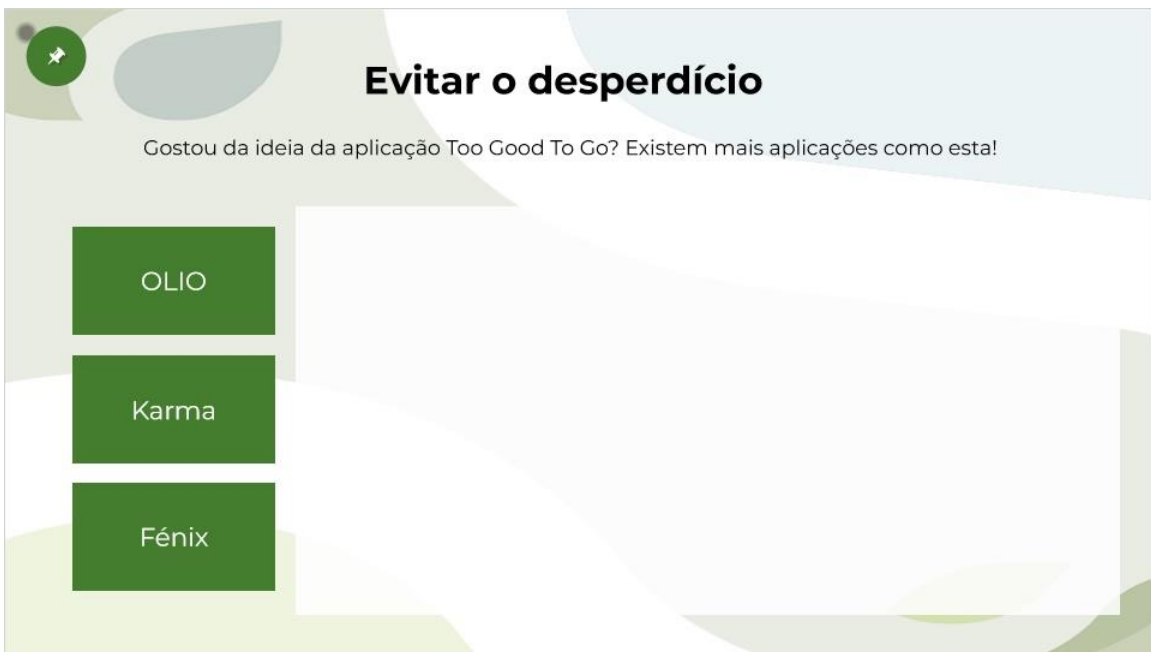 Evitar o desperdício
Gostou da ideia da aplicação Too Good To Go? Existem mais aplicações como esta!
OLIO
Karma
Fénix